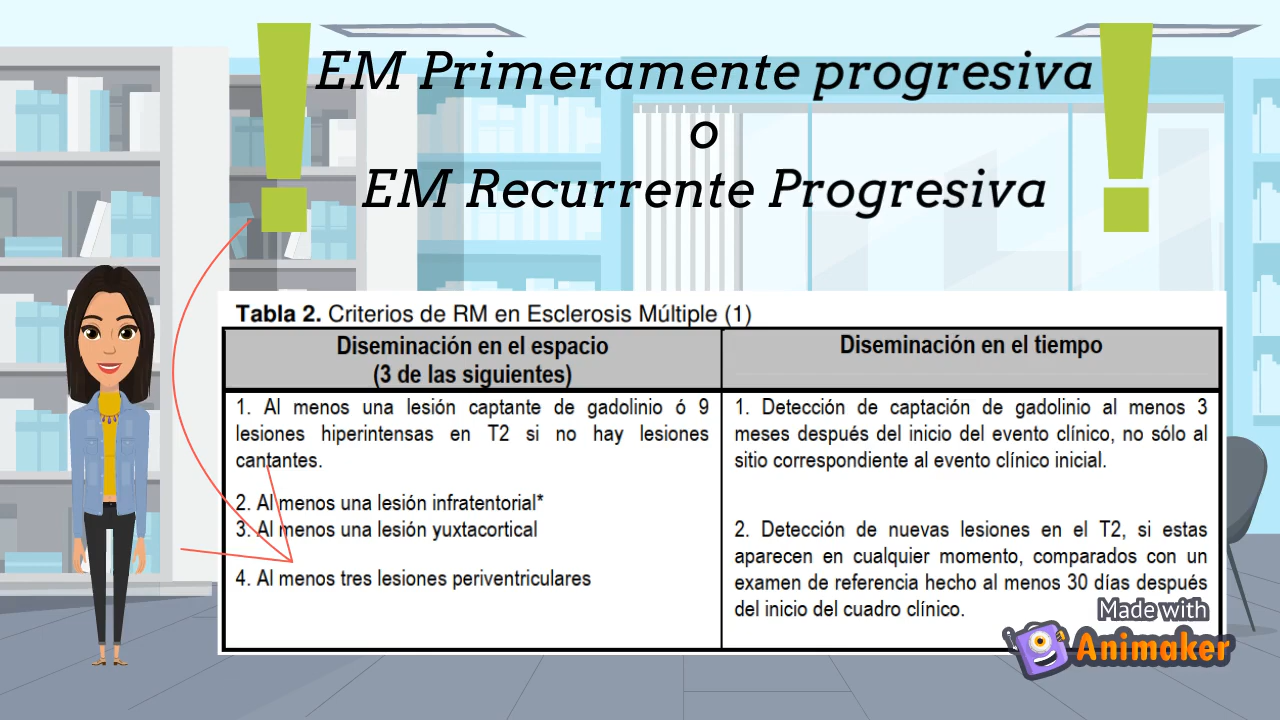 EM Primeramente progresiva
o
EM Recurrente Progresiva
Tabla 2. Criterios de RM en Esclerosis Múltiple (1)
Diseminación en el espacio
(3 de las siguientes)
1. Al menos una lesión captante de gadolinio ó 9
lesiones hiperintensas en T2 si no hay lesiones
cantantes.
2. Al menos una lesión infratentorial*
3. Al menos una lesión yuxtacortical
4. Al menos tres lesiones periventriculares
Diseminación en el tiempo
1. Detección de captación de gadolinio al menos 3
meses después del inicio del evento clínico, no sólo al
sitio correspondiente al evento clínico inicial.
2. Detección de nuevas lesiones en el T2, si estas
aparecen en cualquier momento, comparados con un
examen de referencia hecho al menos 30 días después
del inicio del cuadro clínico.
Made with
Animaker